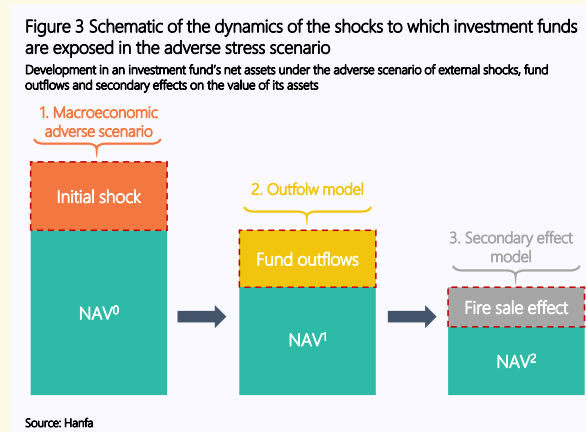 Figure 3 Schematic of the dynamics of the shocks to which investment funds
are exposed in the adverse stress scenario
Development in an investment fund's net assets under the adverse scenario of external shocks, fund
outflows and secondary effects on the value of its assets
1. Macroeconomic
adverse scenario
Initial shock
NAV⁰
2. Outfolw model
Fund outflows
NAV¹
3. Secondary effect
model
Fire sale effect
NAV²
Source: Hanfa